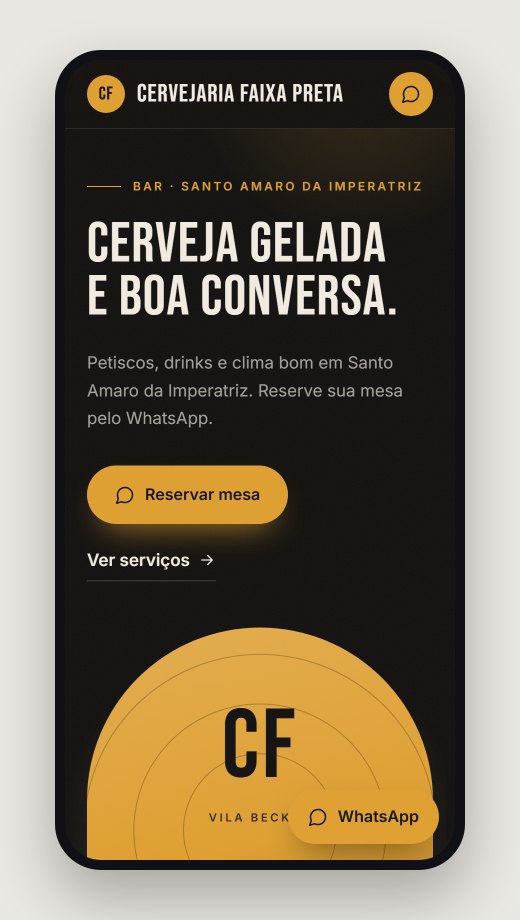 CF CERVEJARIA FAIXA PRETA
BAR · SANTO AMARO DA IMPERATRIZ
CERVEJA GELADA
E BOA CONVERSA.
Petiscos, drinks e clima bom em Santo
Amaro da Imperatriz. Reserve sua mesa
pelo WhatsApp.
Reservar mesa
Ver serviços →
CF
VILA BECK
WhatsApp